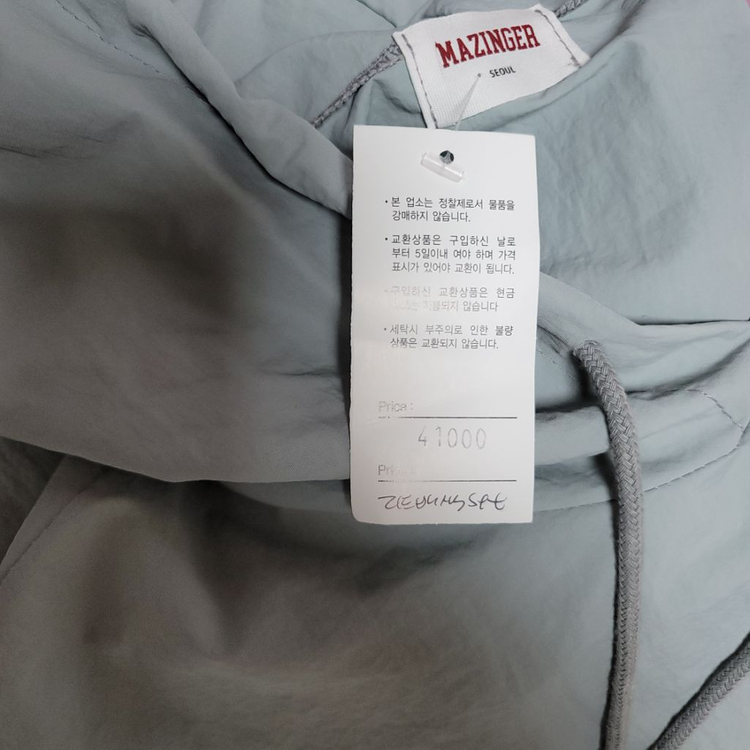 MAZINGER
SEOUL
• 본 업소는 정찰제로서 물품을
강매하지 않습니다.
• 교환상품은 구입하신 날로
부터 5일이내 여야 하며 가격
표시가 있어야 교환이 됩니다.
• 구입하신 교환상품은 현금
되지 않습니다
• 세탁시 부주의로 인한 불량
상품은 교환되지 않습니다.
Price :
41000